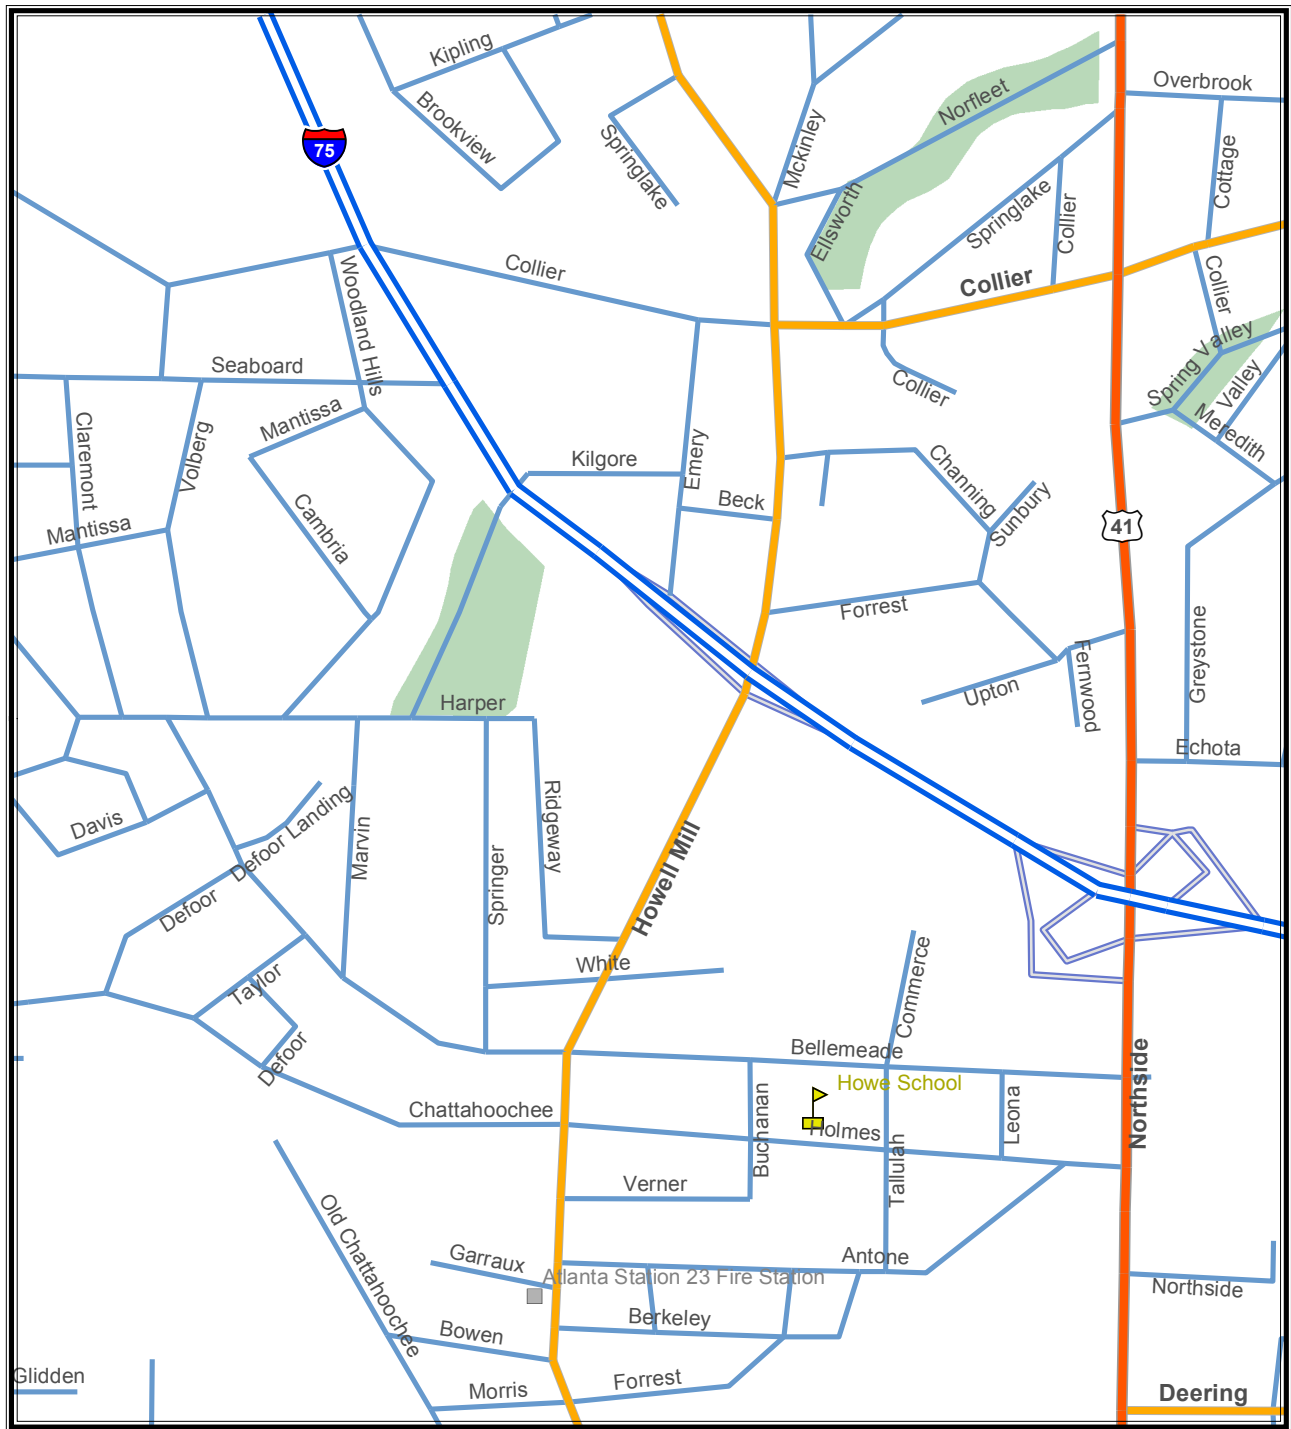 Kipling
Overbrook
Norfleet
Brookview
Springlake
Mckinley
75
Cottage
Ellsworth
Springlake
Collier
Collier
Collier
Collier
Woodland Hills
Spring Valley
Seaboard
Collier
Valley
Mantissa
Meredith
Claremont
Volberg
Kilgore
Emery
Channing
Beck
Sunbury
Cambria
Mantissa
41
Forrest
Greystone
Fernwood
Upton
Harper
Echota
Davis
Defoor Landing
Marvin
Ridgeway
Springer
Howell Mill
Defoor
White
Commerce
Taylor
Defoor
Bellemeade
Northside
Howe School
Chattahoochee
Buchanan
Holmes
Leona
Tallulah
Verner
Old Chattahoochee
Garraux
Antone
Atlanta Station 23 Fire Station
Northside
Berkeley
Bowen
Glidden
Forrest
Morris
Deering